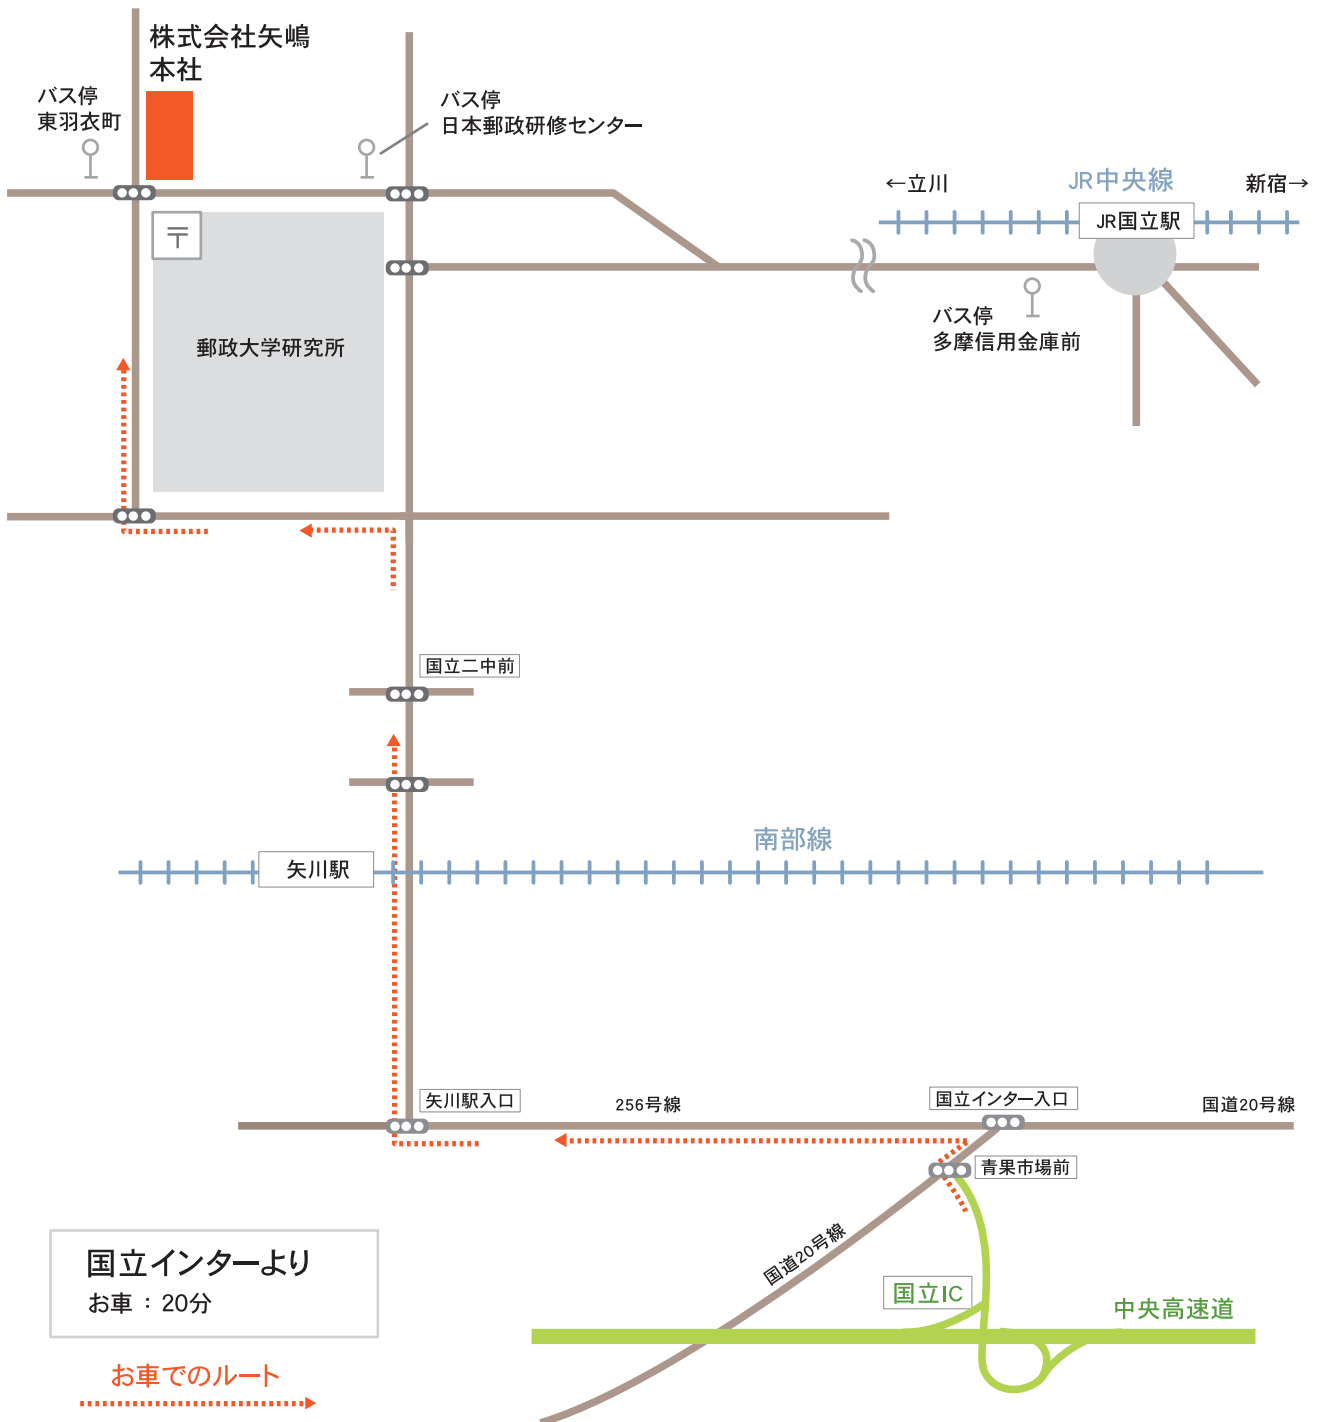 株式会社矢嶋
本社
バス停
東羽衣町
バス停
日本郵政研修センター
←立川
JR中央線
新宿→
JR国立駅
〒
バス停
多摩信用金庫前
郵政大学研究所
国立二中前
南部線
矢川駅
矢川駅入口
256号線
国立インター入口
国道20号線
青果市場前
国道20号線
国立インターより
お車：20分
国立IC
中央高速道
お車でのルート